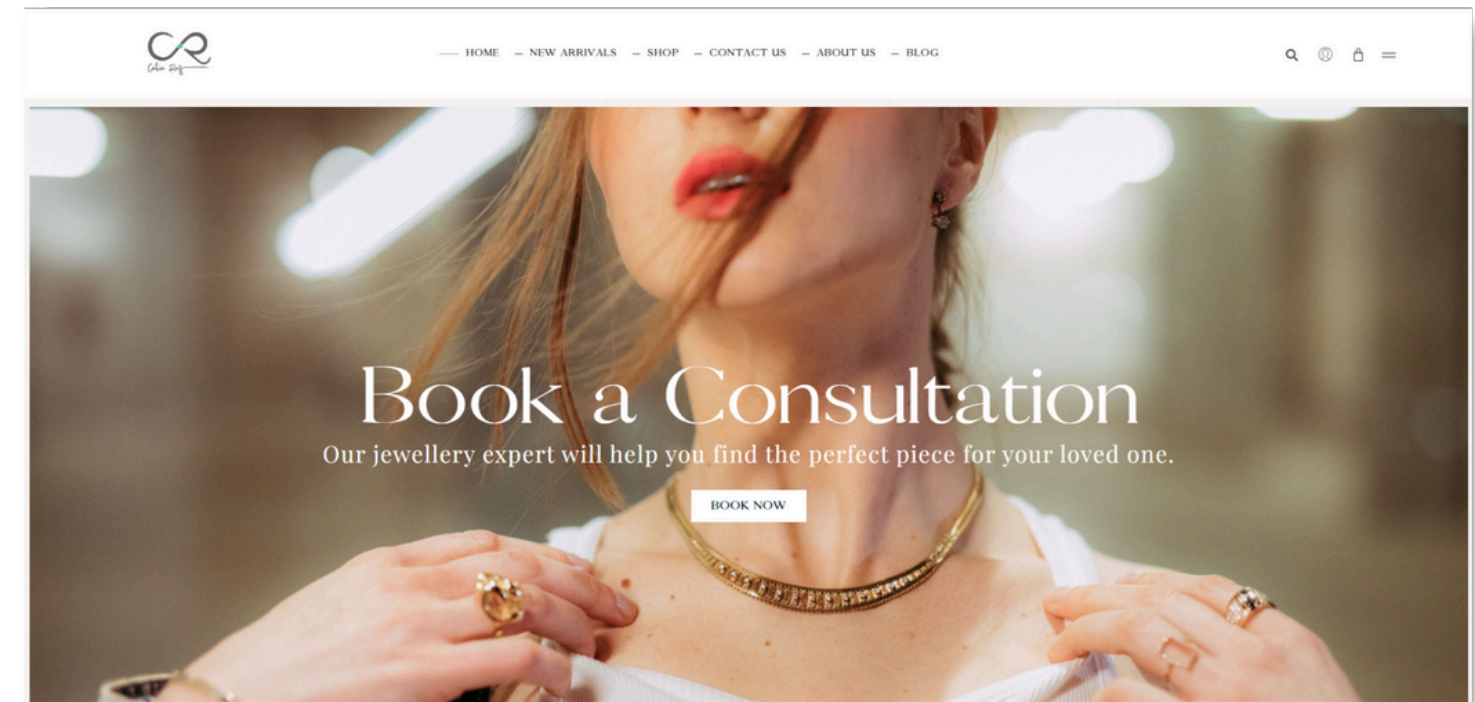 CR
— HOME – NEW ARRIVALS – SHOP – CONTACT US – ABOUT US – BLOG
Book a Consultation
Our jewellery expert will help you find the perfect piece for your loved one.
BOOK NOW